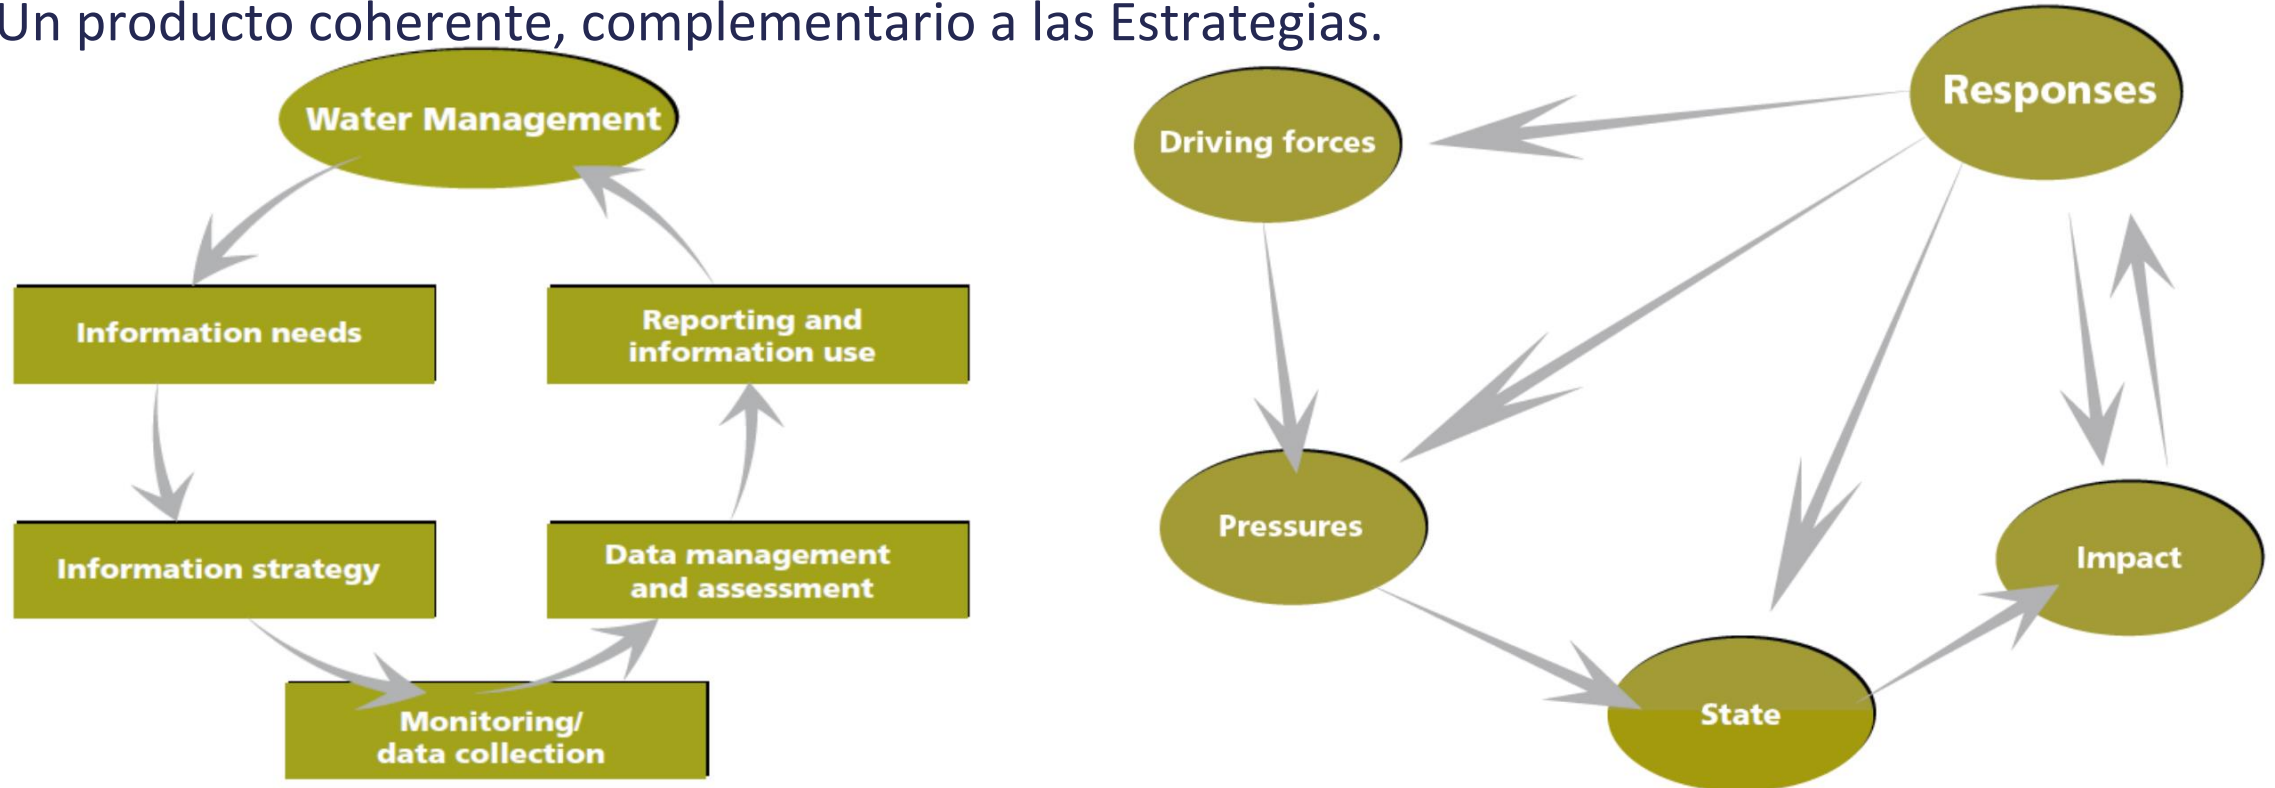 Un producto coherente, complementario a las Estrategias.
Water Management
Information needs
Reporting and
information use
Information strategy
Data management
and assessment
Monitoring/
data collection
Responses
Driving forces
Pressures
Impact
State